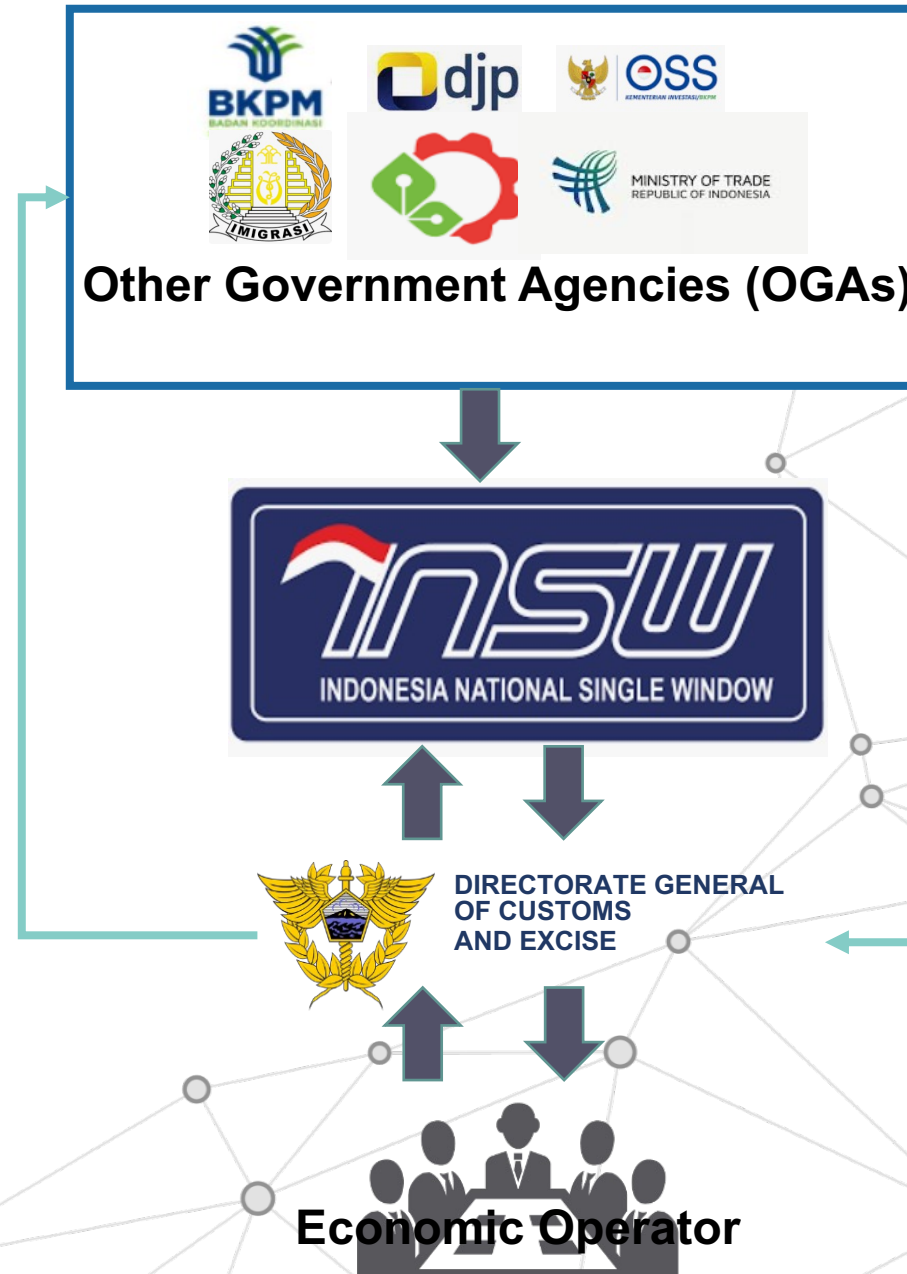 BKPM
BADAN KOORDINASI
djp
OSS
KEMENTERIAN INVESTASI/BKPM
IMIGRASI
MINISTRY OF TRADE
REPUBLIC OF INDONESIA
Other Government Agencies (OGAs)
insw
INDONESIA NATIONAL SINGLE WINDOW
DIRECTORATE GENERAL
OF CUSTOMS
AND EXCISE
Economic Operator